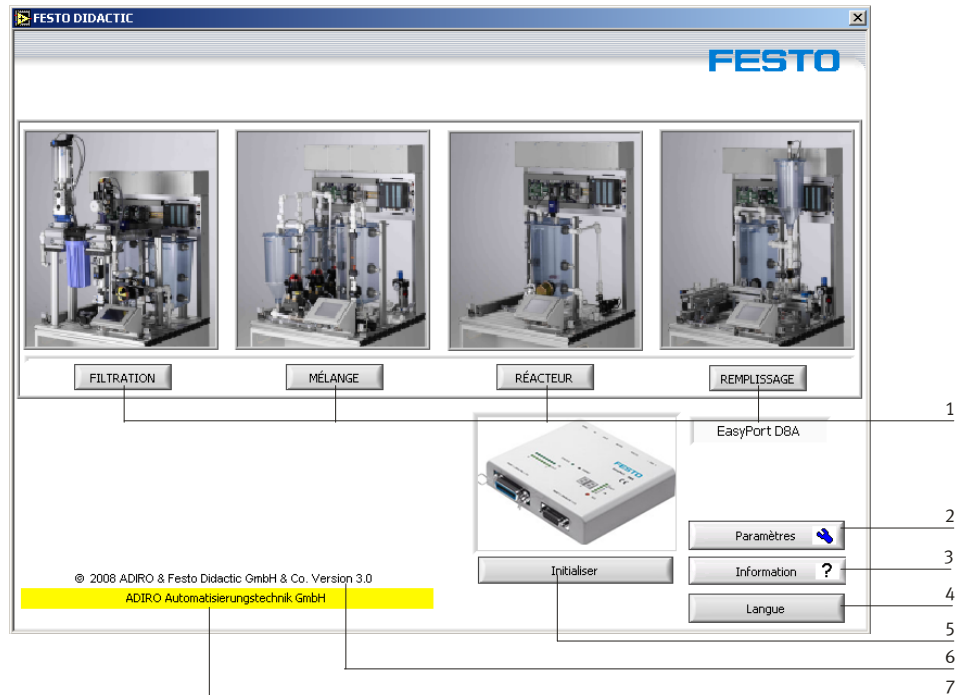 FESTO DIDACTIC
FESTO
FILTRATION
MÉLANGE
RÉACTEUR
REMPLISSAGE
1
EasyPort D8A
FESTO
2
Paramètres
3
Initialiser
Information ?
© 2008 ADIRO & Festo Didactic GmbH & Co. Version 3.0
4
ADIRO Automatisierungstechnik GmbH
Langue
5
6
7